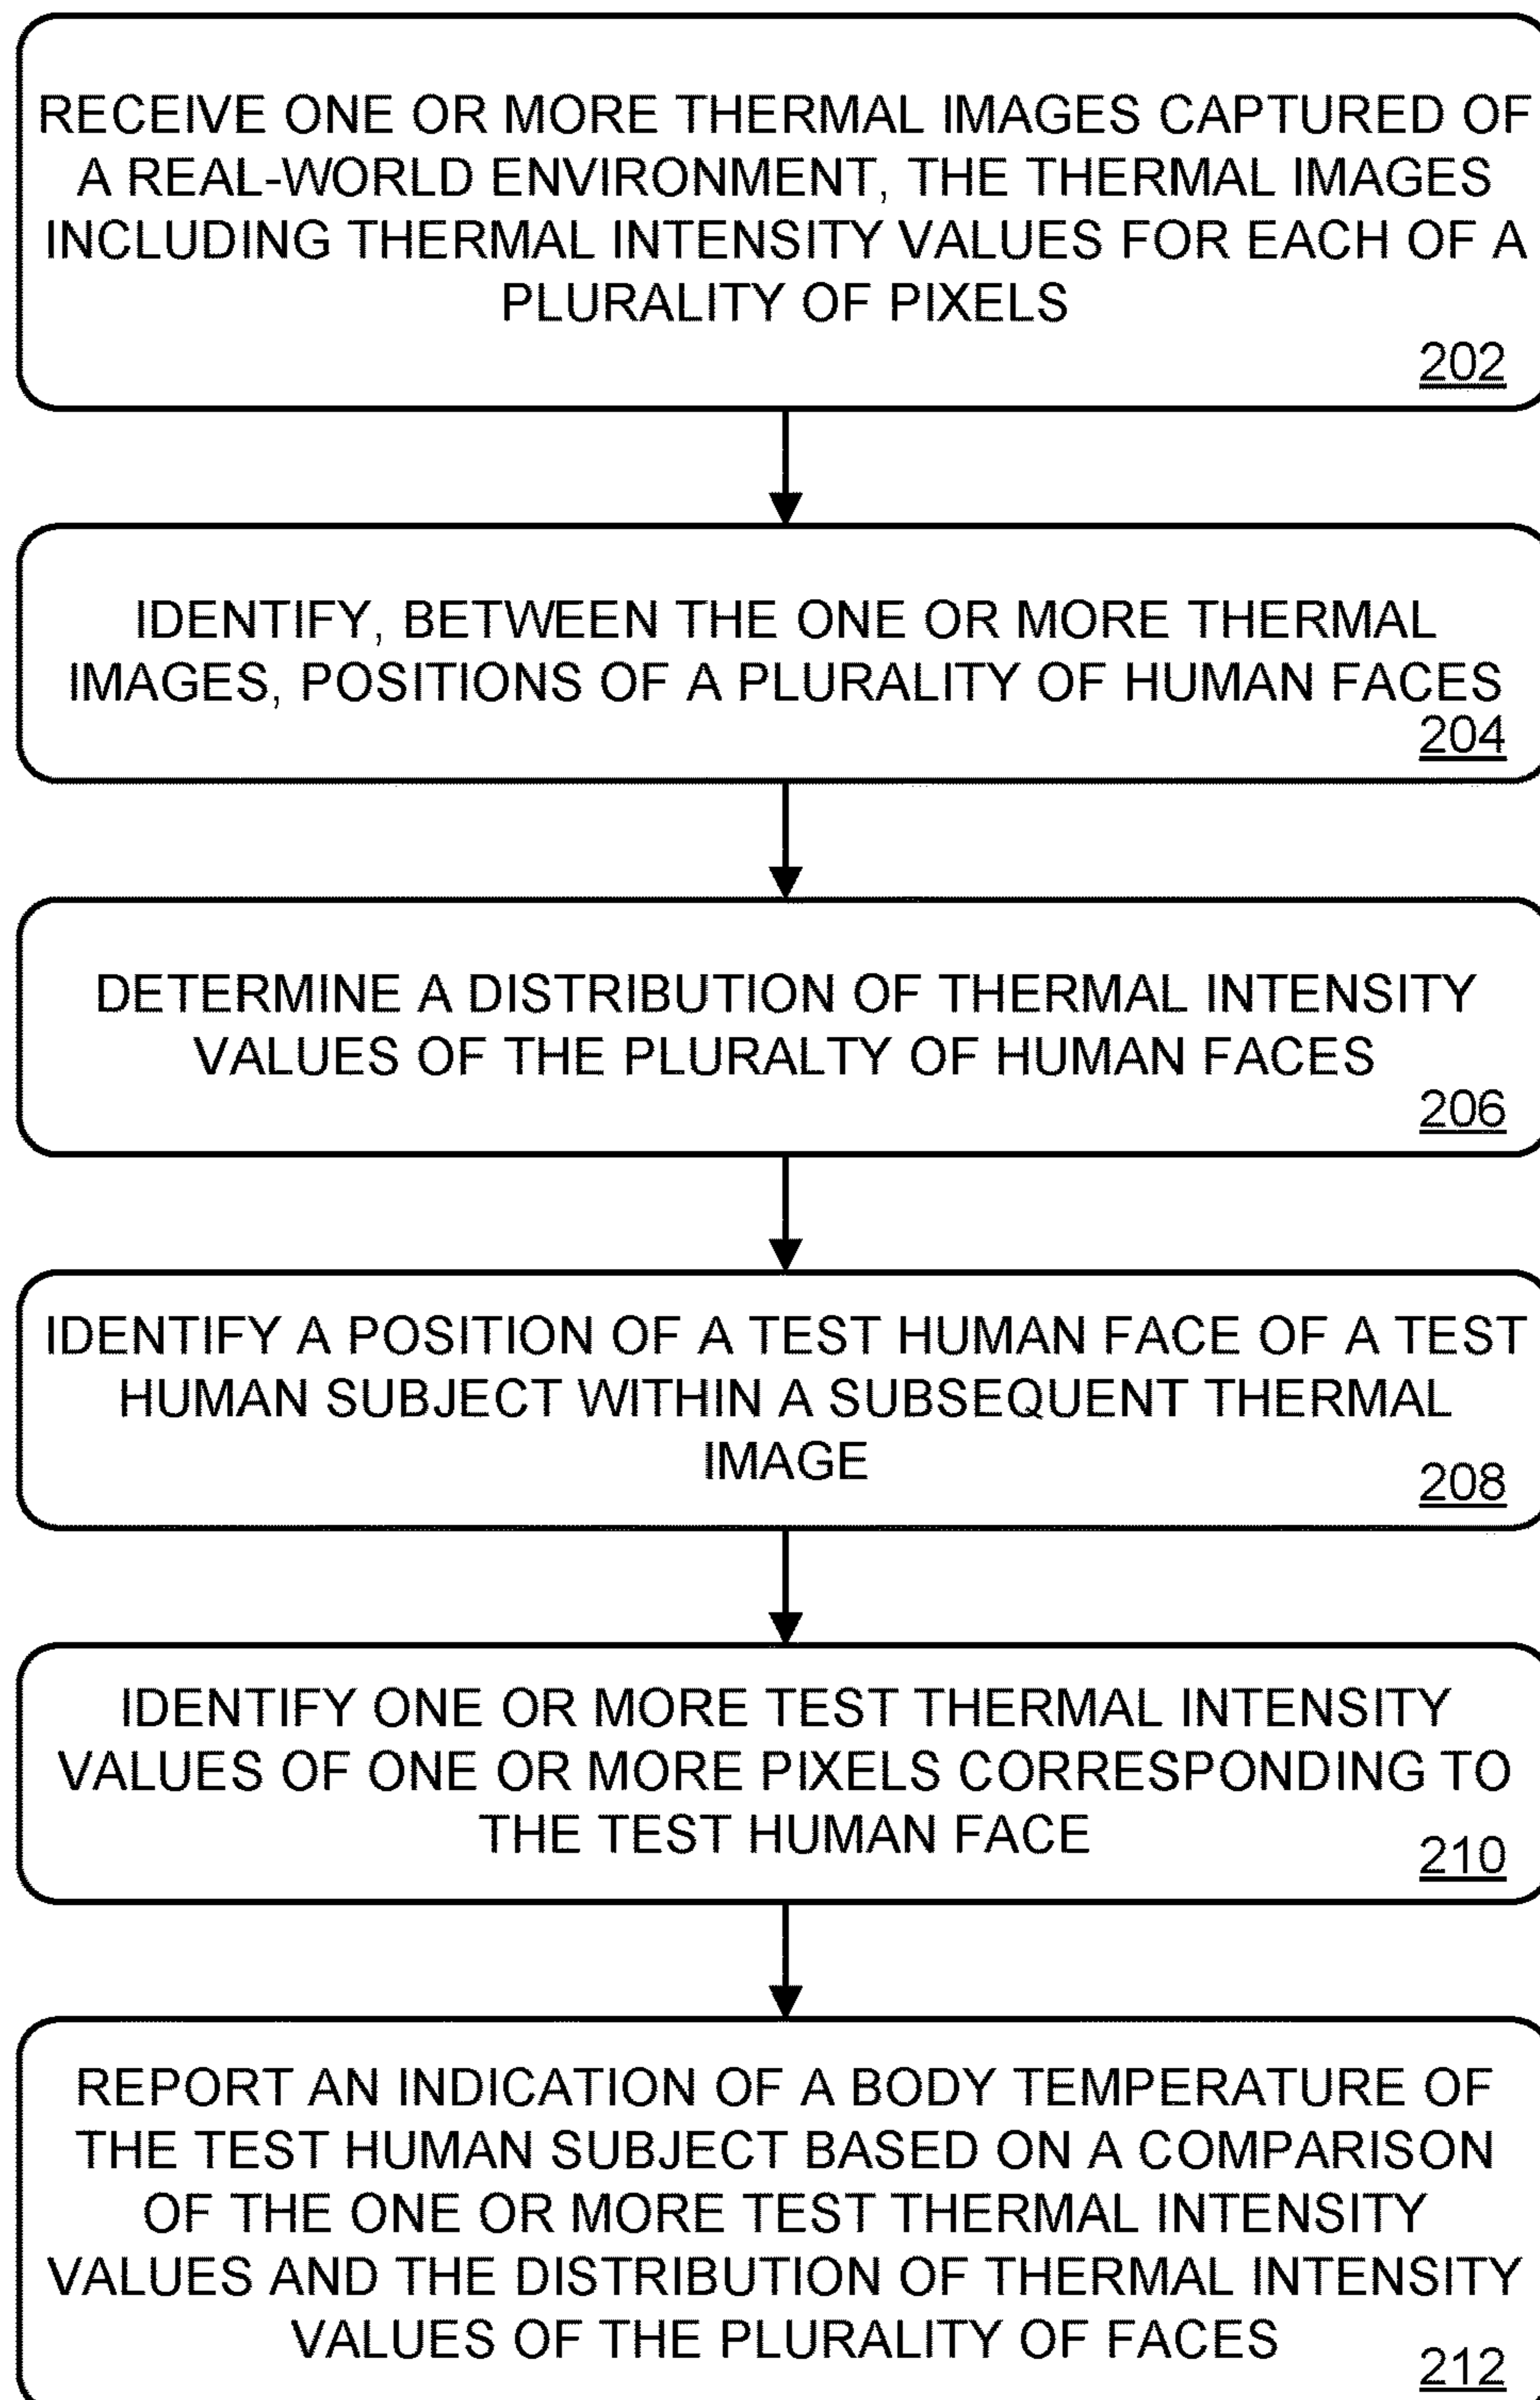 RECEIVE ONE OR MORE THERMAL IMAGES CAPTURED OF
A REAL-WORLD ENVIRONMENT, THE THERMAL IMAGES
INCLUDING THERMAL INTENSITY VALUES FOR EACH OF A
PLURALITY OF PIXELS
202
IDENTIFY, BETWEEN THE ONE OR MORE THERMAL
IMAGES, POSITIONS OF A PLURALITY OF HUMAN FACES
204
DETERMINE A DISTRIBUTION OF THERMAL INTENSITY
VALUES OF THE PLURALTY OF HUMAN FACES
206
IDENTIFY A POSITION OF A TEST HUMAN FACE OF A TEST
HUMAN SUBJECT WITHIN A SUBSEQUENT THERMAL
IMAGE
208
IDENTIFY ONE OR MORE TEST THERMAL INTENSITY
VALUES OF ONE OR MORE PIXELS CORRESPONDING TO
THE TEST HUMAN FACE
210
REPORT AN INDICATION OF A BODY TEMPERATURE OF
THE TEST HUMAN SUBJECT BASED ON A COMPARISON
OF THE ONE OR MORE TEST THERMAL INTENSITY
VALUES AND THE DISTRIBUTION OF THERMAL INTENSITY
VALUES OF THE PLURALITY OF FACES
212